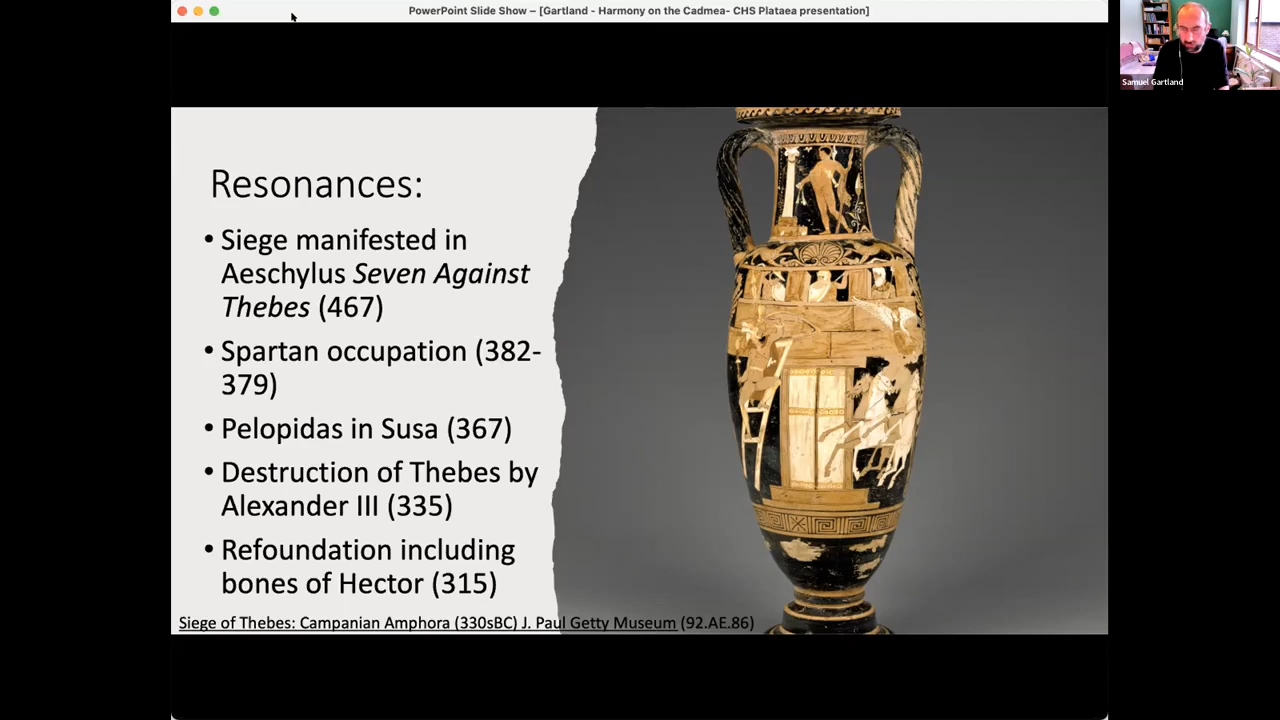 PowerPoint Slide Show – [Gartland - Harmony on the Cadmea- CHS Plataea presentation]
Samuel Gartland
Resonances:
• Siege manifested in
Aeschylus Seven Against
Thebes (467)
• Spartan occupation (382-
379)
• Pelopidas in Susa (367)
• Destruction of Thebes by
Alexander III (335)
• Refoundation including
bones of Hector (315)
Siege of Thebes: Campanian Amphora (330sBC) J. Paul Getty Museum (92.AE.86)